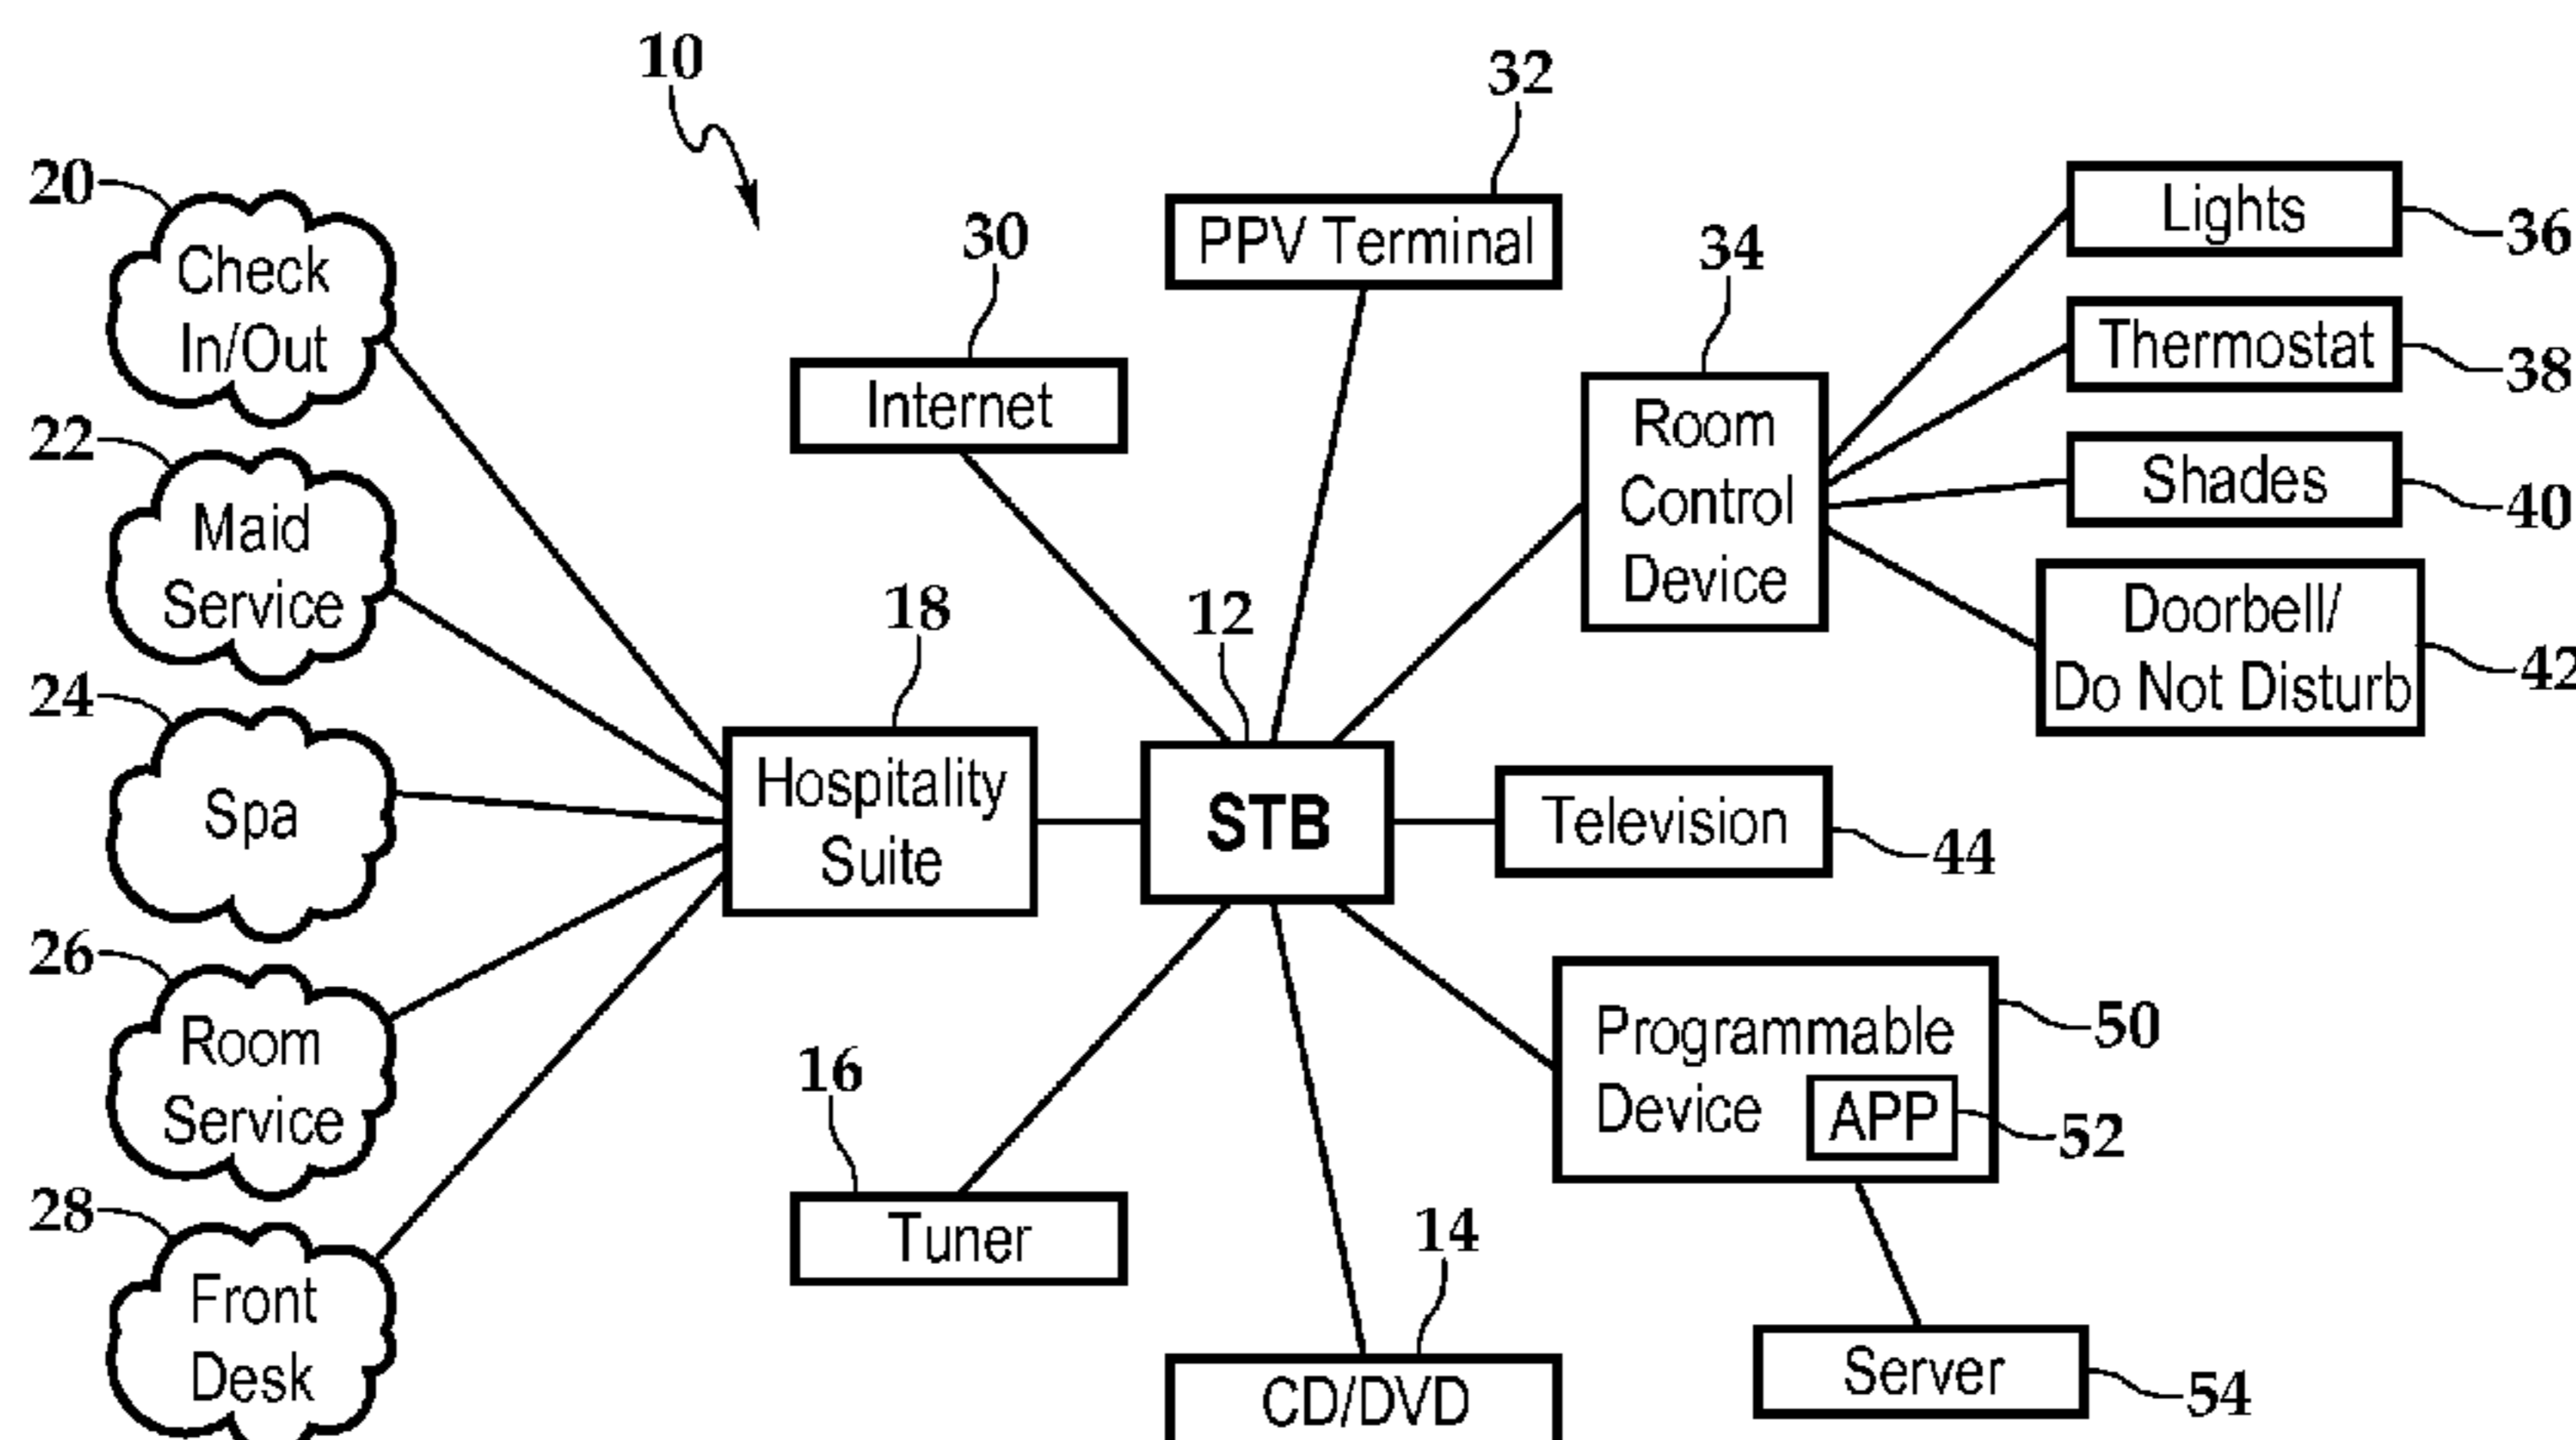 10
32
20
Check
In/Out
30
PPV Terminal
34
Lights
36
Internet
Thermostat
38
22
Maid
Service
Room
Control
Device
Shades
40
18
12
Doorbell/
Do Not Disturb
42
24
Spa
Hospitality
Suite
STB
Television
44
26
Room
Service
16
Programmable
Device
50
APP
52
28
Front
Desk
Tuner
14
CD/DVD
Server
54